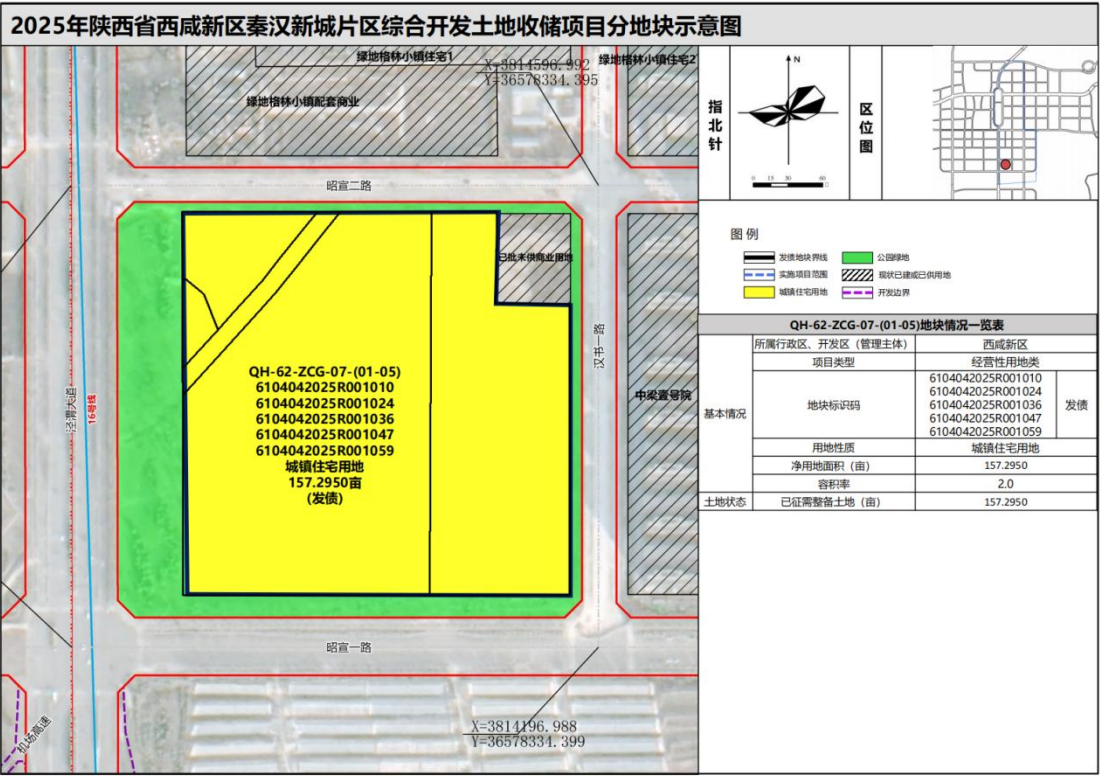 2025年陕西省西咸新区秦汉新城片区综合开发土地收储项目分地块示意图
绿地格林小镇住宅1
X=3814596.992
Y=36578334.395
绿地格林小镇住宅2
绿地格林小镇配套商业
昭宣二路
已批未供商业用地
汉书一路
泾渭大道
16号线
中梁壹号院
QH-62-ZCG-07-(01-05)
6104042025R001010
6104042025R001024
6104042025R001036
6104042025R001047
6104042025R001059
城镇住宅用地
157.2950亩
(发债)
昭宣一路
X=3814196.988
Y=36578334.399
机场高速
指北针
N
0 15 30 60
区位图
图 例
发债地块界线
公园绿地
实施项目范围
现状已建或已供用地
城镇住宅用地
开发边界
QH-62-ZCG-07-(01-05)地块情况一览表
基本情况
所属行政区、开发区（管理主体） 西咸新区
项目类型 经营性用地类
地块标识码
6104042025R001010
6104042025R001024
6104042025R001036
6104042025R001047
6104042025R001059
发债
用地性质 城镇住宅用地
净用地面积（亩） 157.2950
容积率 2.0
土地状态 已征需整备土地（亩） 157.2950